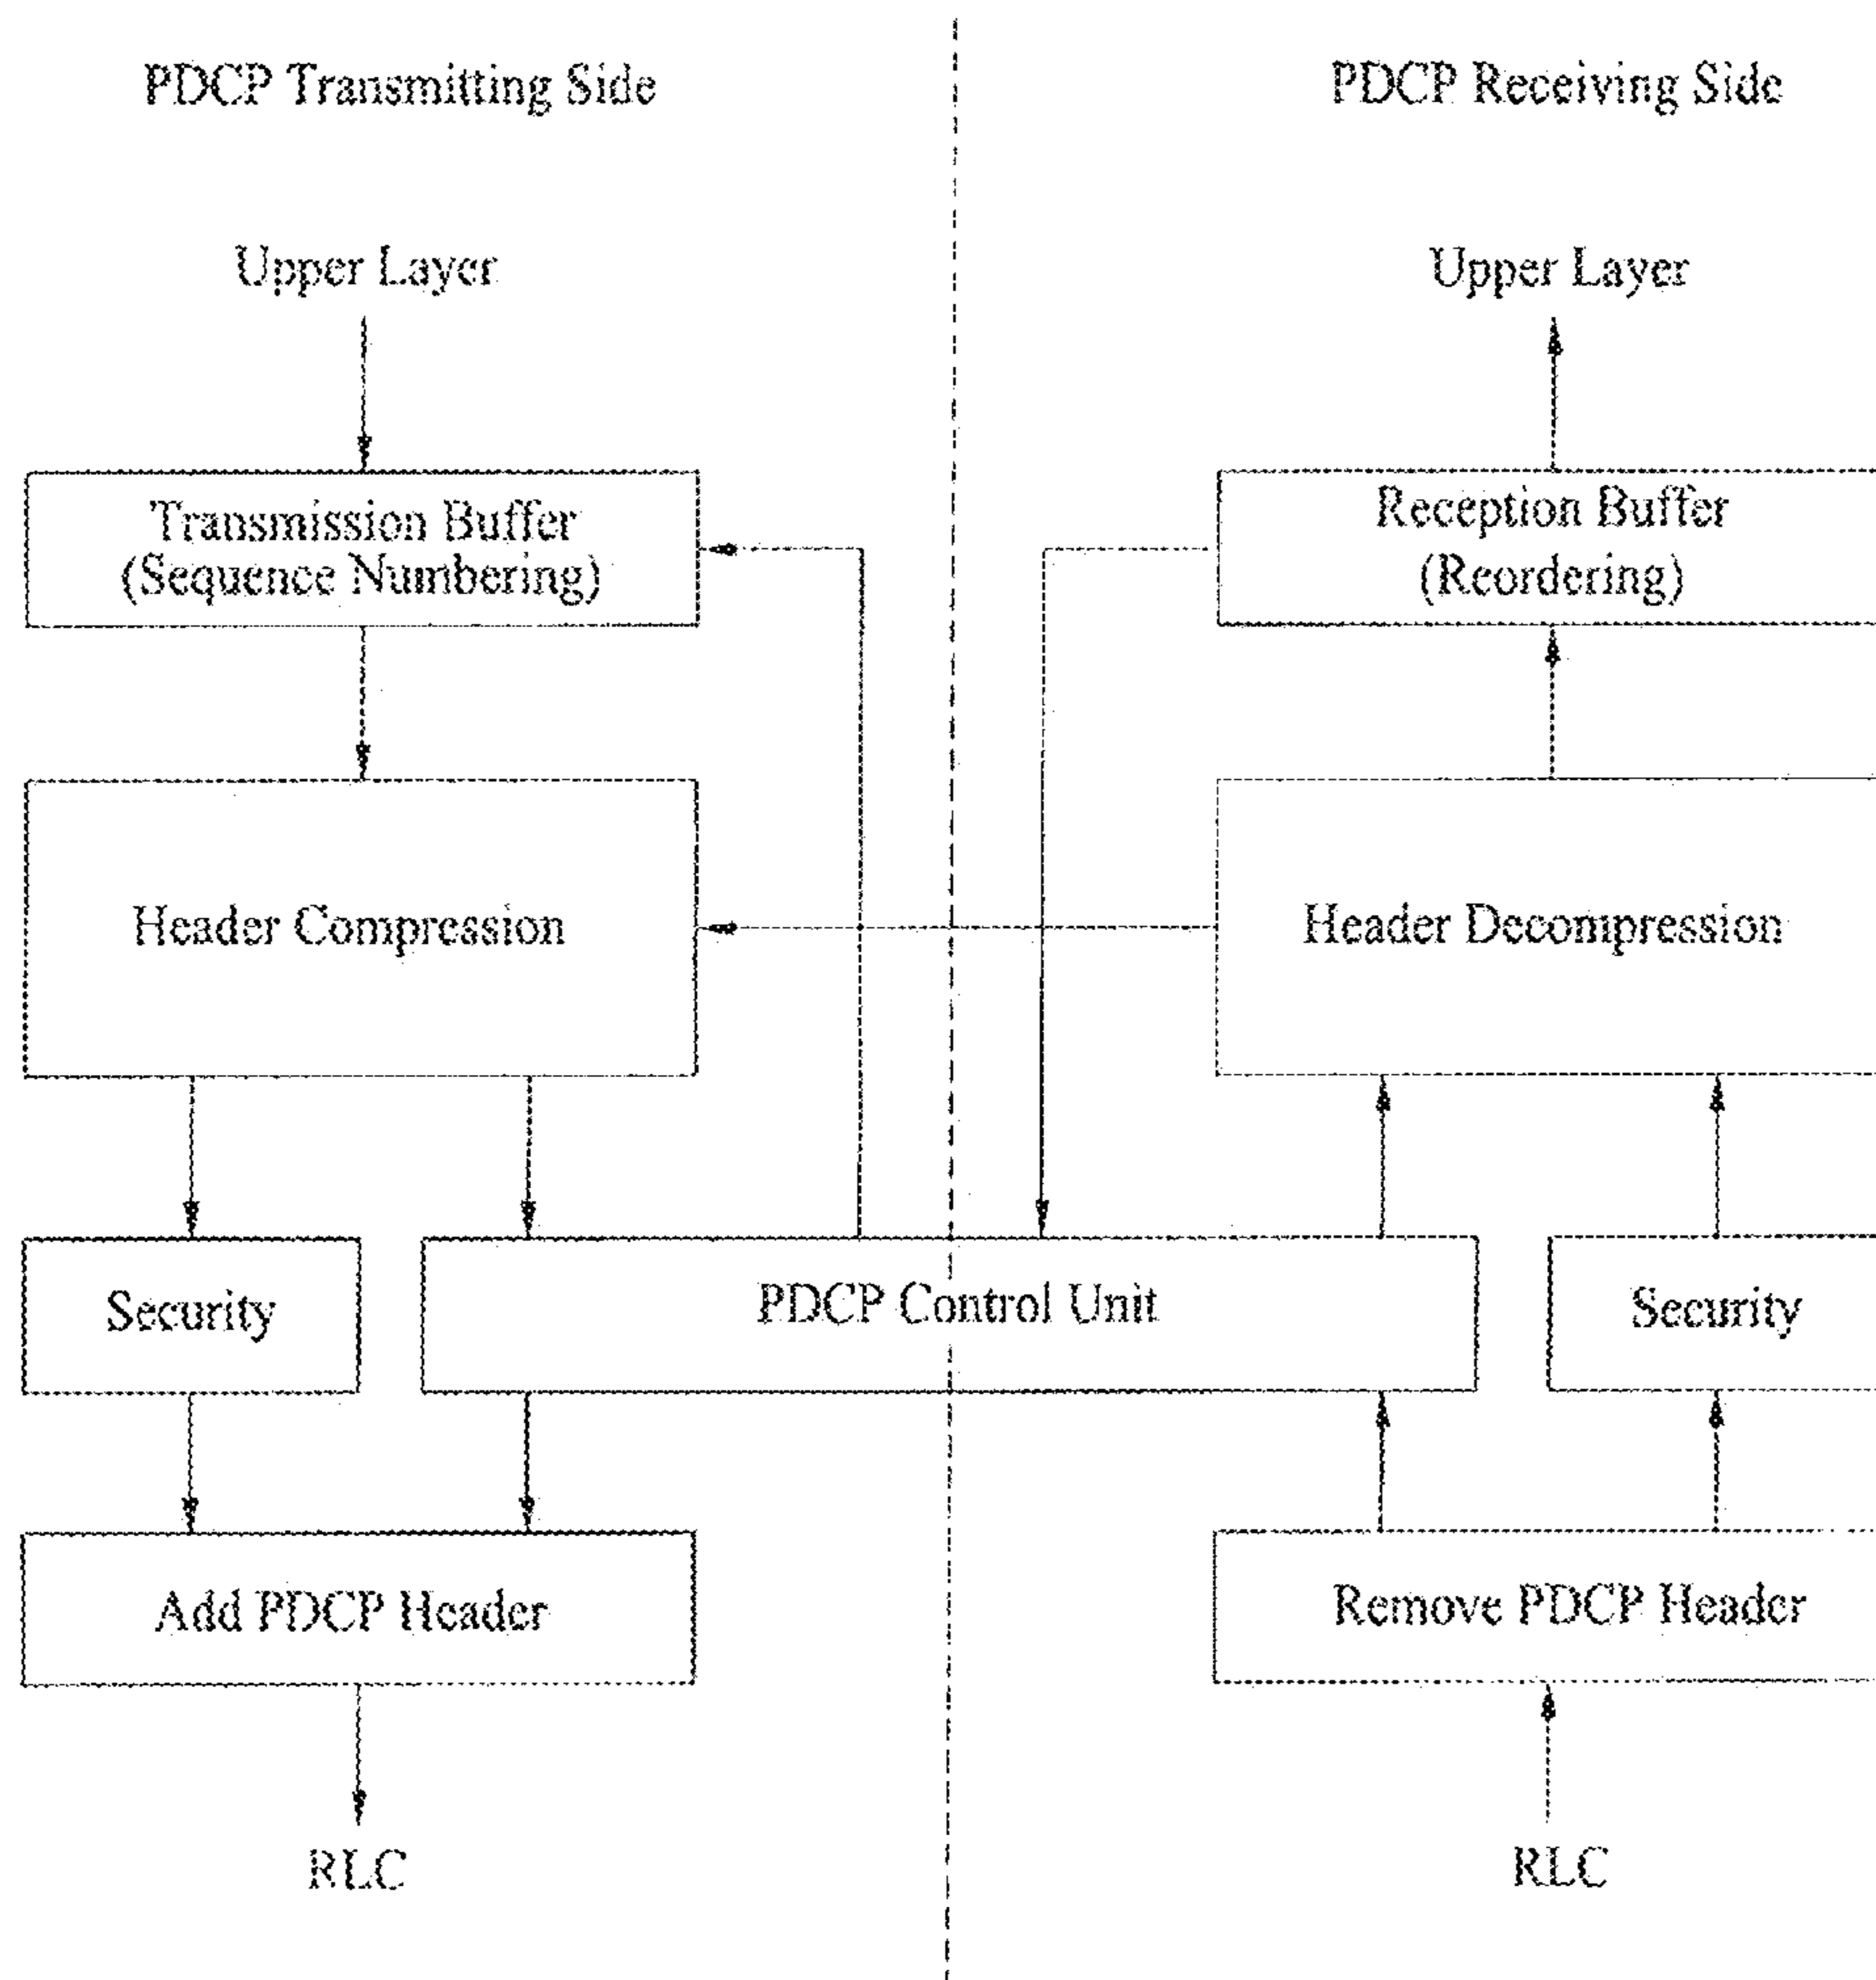 PDCP Transmitting Side
PDCP Receiving Side
Upper Layer
Upper Layer
Transmission Buffer
(Sequence Numbering)
Reception Buffer
(Reordering)
Header Compression
Header Decompression
Security
PDCP Control Unit
Security
Add PDCP Header
Remove PDCP Header
RLC
RLC